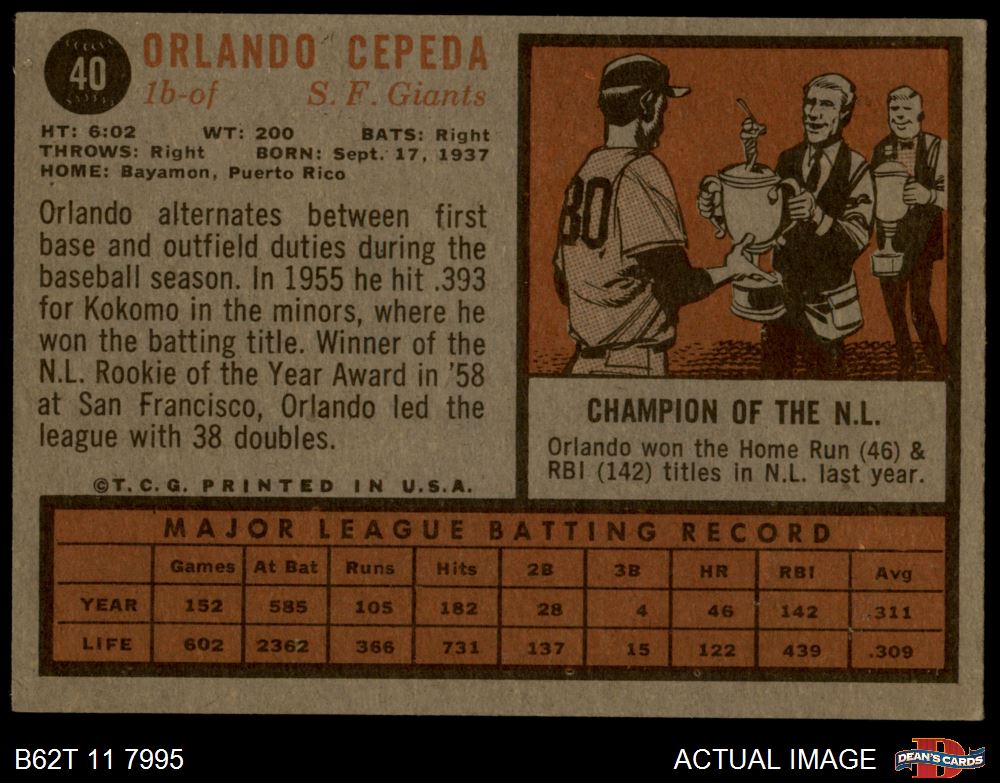 40
ORLANDO CEPEDA
1b-of S. F. Giants
HT: 6:02 WT: 200 BATS: Right
THROWS: Right BORN: Sept. 17, 1937
HOME: Bayamon, Puerto Rico
Orlando alternates between first
base and outfield duties during the
baseball season. In 1955 he hit .393
for Kokomo in the minors, where he
won the batting title. Winner of the
N.L. Rookie of the Year Award in '58
at San Francisco, Orlando led the
league with 38 doubles.
©T. C. G. PRINTED IN U.S.A.
80
CHAMPION OF THE N.L.
Orlando won the Home Run (46) &
RBI (142) titles in N.L. last year.
MAJOR LEAGUE BATTING RECORD
Games At Bat Runs Hits 2B 3B HR RBI Avg
YEAR 152 585 105 182 28 4 46 142 .311
LIFE 602 2362 366 731 137 15 122 439 .309
B62T 11 7995
ACTUAL IMAGE
D
DEAN'S CARDS